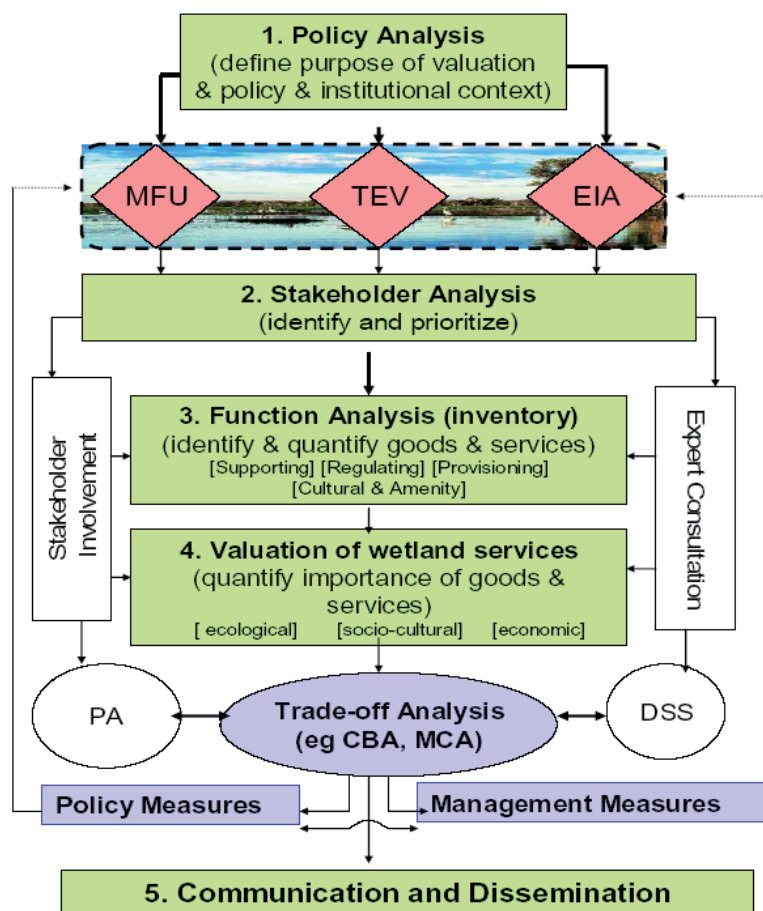 1. Policy Analysis
(define purpose of valuation
& policy & institutional context)
MFU
TEV
EIA
2. Stakeholder Analysis
(identify and prioritize)
Stakeholder
Involvement
3. Function Analysis (inventory)
(identify & quantify goods & services)
[Supporting] [Regulating] [Provisioning]
[Cultural & Amenity]
Expert Consultation
4. Valuation of wetland services
(quantify importance of goods &
services)
[ ecological] [socio-cultural] [economic]
PA
Trade-off Analysis
(eg CBA, MCA)
DSS
Policy Measures
Management Measures
5. Communication and Dissemination